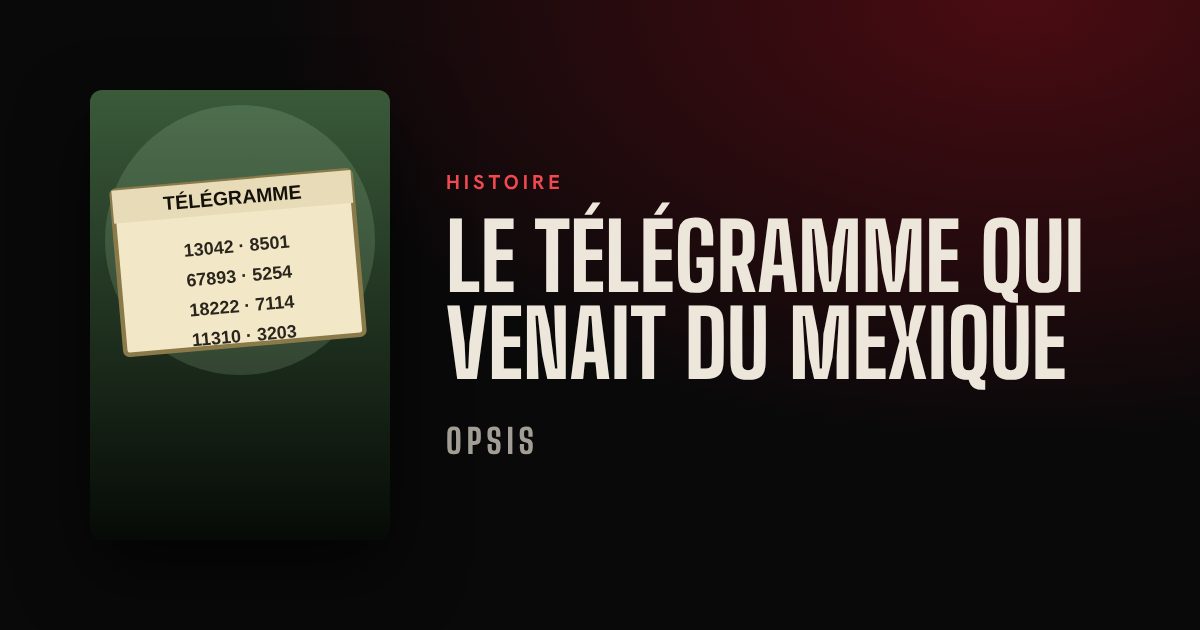 TÉLÉGRAMME
13042 · 8501
67893 · 5254
18222 · 7114
11310 · 3203
HISTOIRE
LE TÉLÉGRAMME QUI
VENAIT DU MEXIQUE
OPSIS